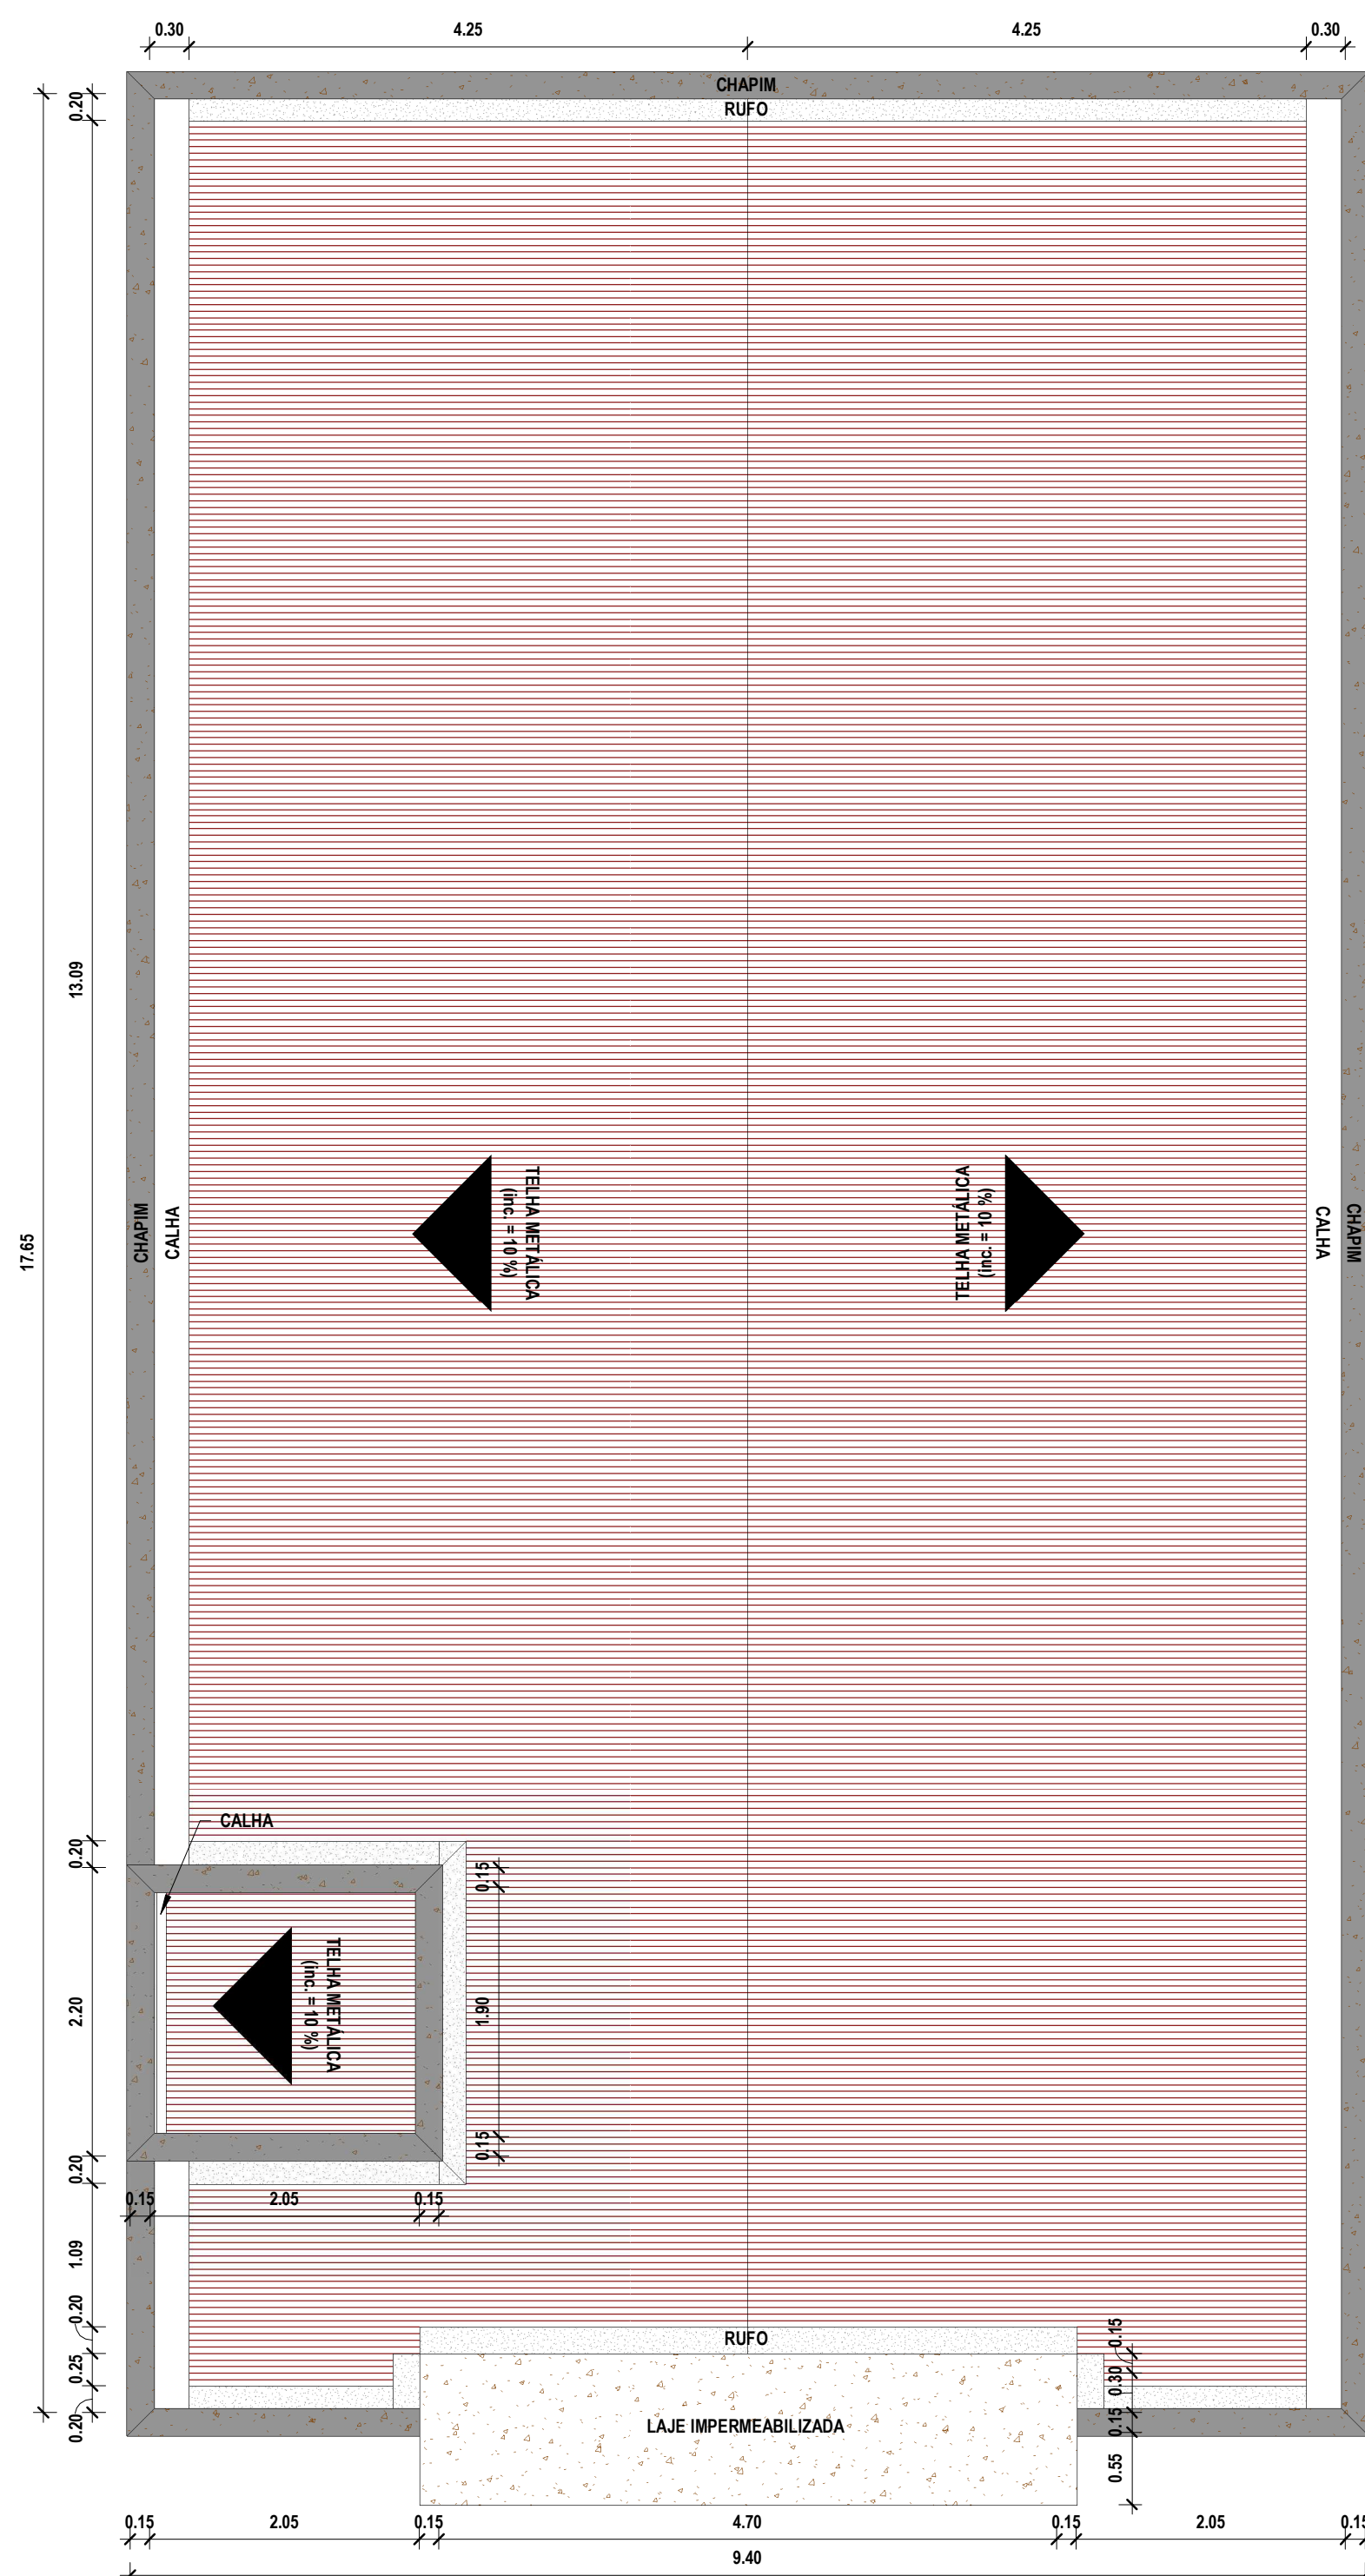 0.30 4.25 4.25 0.30
CHAPIM
RUFO
0.20
13.09
17.65
CHAPIM
CALHA
TELHA METÁLICA
(inc. = 10 %)
TELHA METÁLICA
(inc. = 10 %)
CALHA
CHAPIM
CALHA
0.20
0.15
2.20
1.90
TELHA METÁLICA
(inc. = 10 %)
0.15
0.20
0.15 2.05 0.15
1.09
0.20
RUFO
0.15
0.25
0.30
LAJE IMPERMEABILIZADA
0.20
0.15
0.55
0.15 2.05 0.15 4.70 0.15 2.05 0.15
9.40